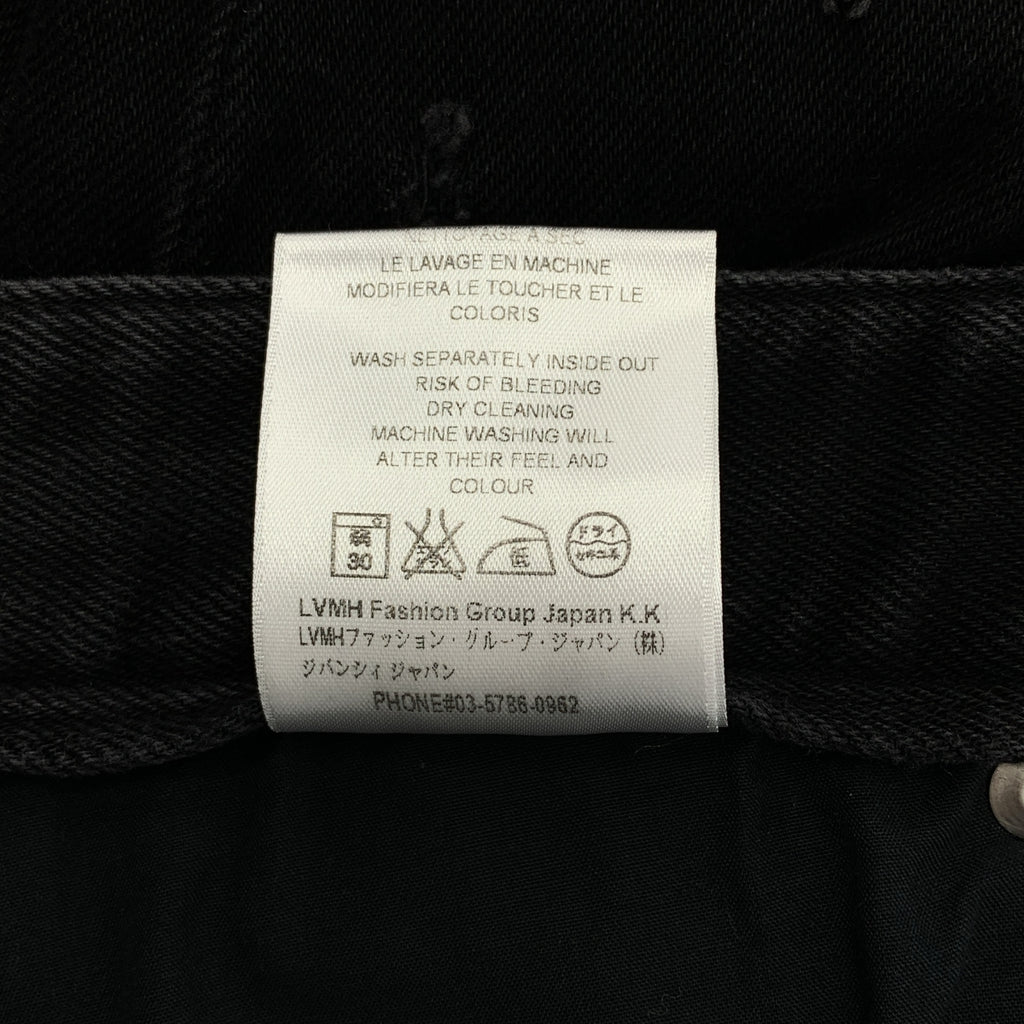 NETTOYAGE A SEC
LE LAVAGE EN MACHINE
MODIFIERA LE TOUCHER ET LE
COLORIS
WASH SEPARATELY INSIDE OUT
RISK OF BLEEDING
DRY CLEANING
MACHINE WASHING WILL
ALTER THEIR FEEL AND
COLOUR
弱 30 低 ドライ
LVMH Fashion Group Japan K.K
LVMHファッション・グループ・ジャパン (株)
ジバンシィ ジャパン
PHONE#03-5786-0962